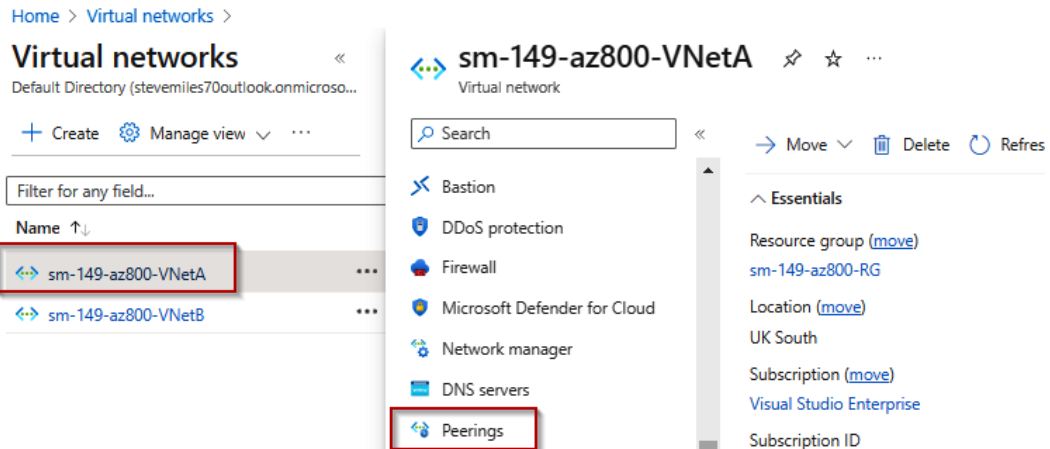 Home > Virtual networks >
Virtual networks «
Default Directory (stevemiles70outlook.onmicroso...
+ Create Manage view ...
Filter for any field...
Name ↑↓
sm-149-az800-VNetA ...
sm-149-az800-VNetB ...
sm-149-az800-VNetA ...
Virtual network
Search «
Bastion
DDoS protection
Firewall
Microsoft Defender for Cloud
Network manager
DNS servers
Peerings
Move Delete Refres
Essentials
Resource group (move)
sm-149-az800-RG
Location (move)
UK South
Subscription (move)
Visual Studio Enterprise
Subscription ID